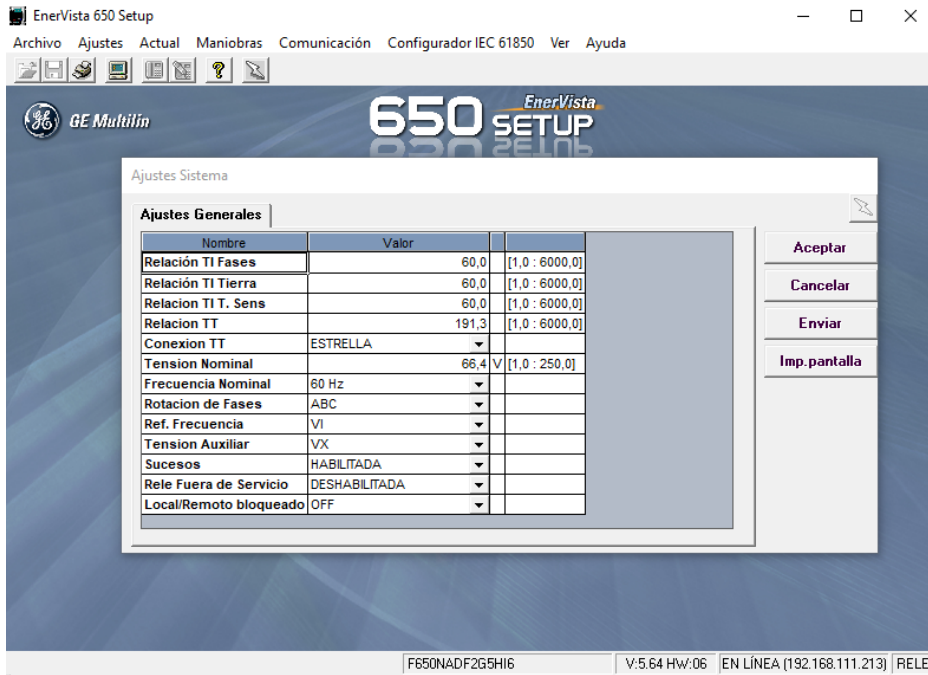 EnerVista 650 Setup
Archivo Ajustes Actual Maniobras Comunicación Configurador IEC 61850 Ver Ayuda
GE Multilin
650 EnerVista SETUP
Ajustes Sistema
Ajustes Generales
Nombre Valor
Relación TI Fases 60,0 [1,0 : 6000,0]
Relación TI Tierra 60,0 [1,0 : 6000,0]
Relacion TI T. Sens 60,0 [1,0 : 6000,0]
Relacion TT 191,3 [1,0 : 6000,0]
Conexion TT ESTRELLA
Tension Nominal 66,4 V [1,0 : 250,0]
Frecuencia Nominal 60 Hz
Rotacion de Fases ABC
Ref. Frecuencia VI
Tension Auxiliar VX
Sucesos HABILITADA
Rele Fuera de Servicio DESHABILITADA
Local/Remoto bloqueado OFF
Aceptar
Cancelar
Enviar
Imp.pantalla
F650NADF2G5HI6 V:5.64 HW:06 EN LÍNEA (192.168.111.213) RELE